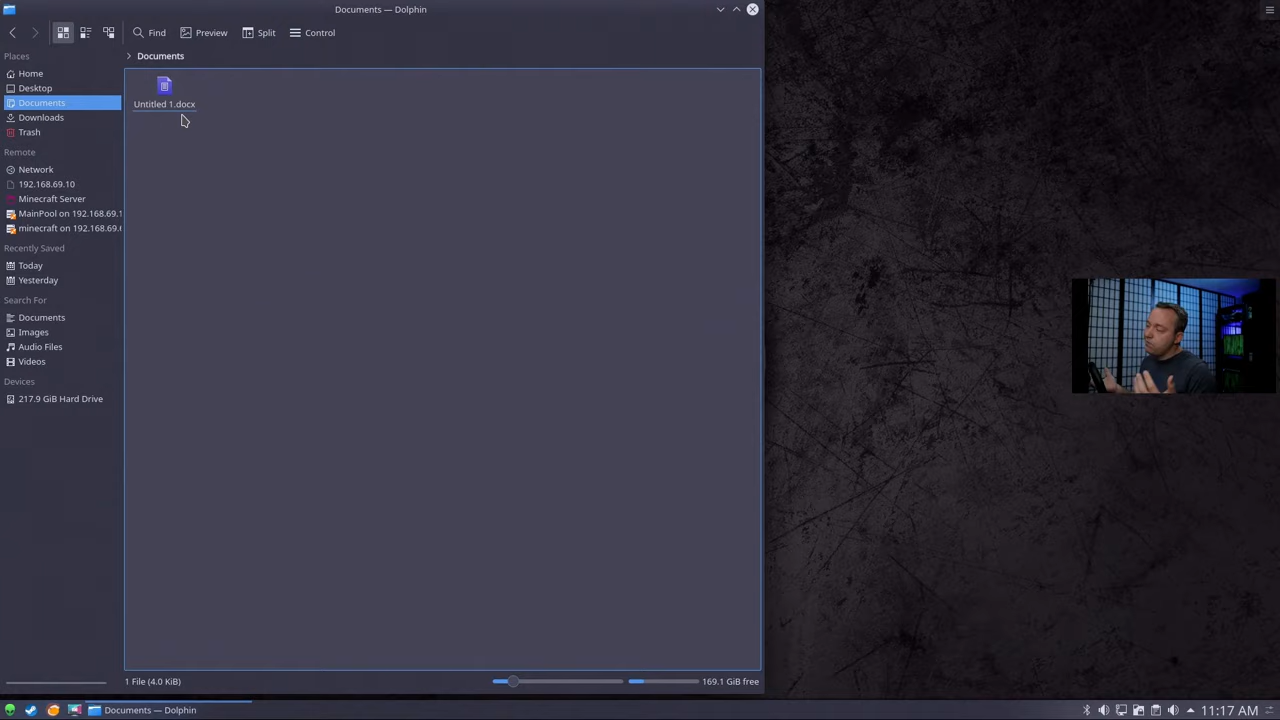 Documents — Dolphin
Find
Preview
Split
Control
Places
Documents
Home
Desktop
Documents
Downloads
Trash
Remote
Network
192.168.69.10
Minecraft Server
MainPool on 192.168.69.1
minecraft on 192.168.69.6
Recently Saved
Today
Yesterday
Search For
Documents
Images
Audio Files
Videos
Devices
217.9 GiB Hard Drive
Untitled 1.docx
1 File (4.0 KiB)
169.1 GiB free
Documents — Dolphin
11:17 AM